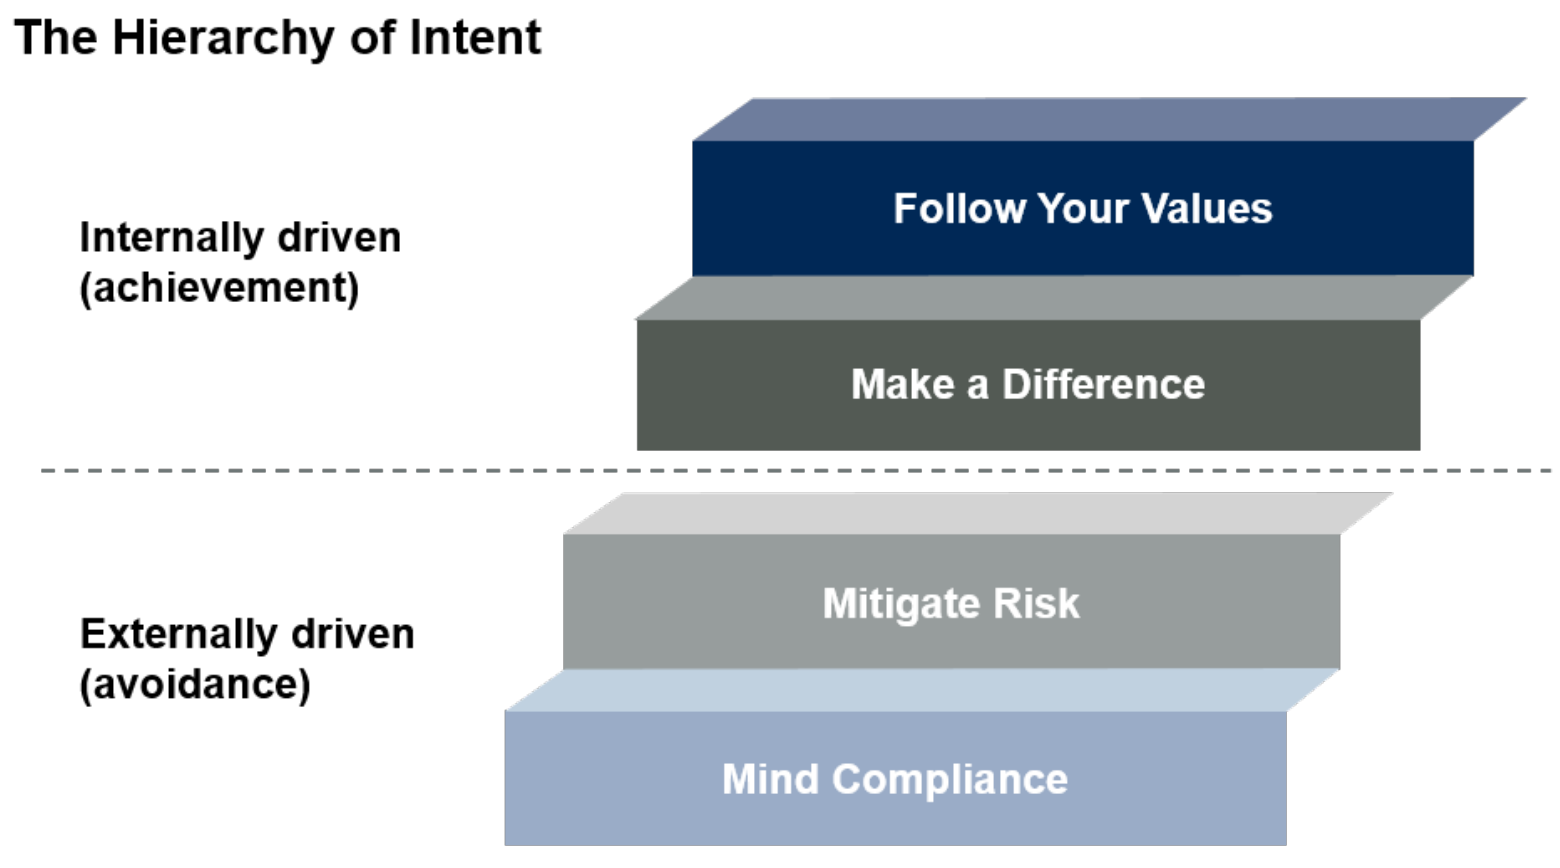 The Hierarchy of Intent
Follow Your Values
Internally driven
(achievement)
Make a Difference
Mitigate Risk
Externally driven
(avoidance)
Mind Compliance